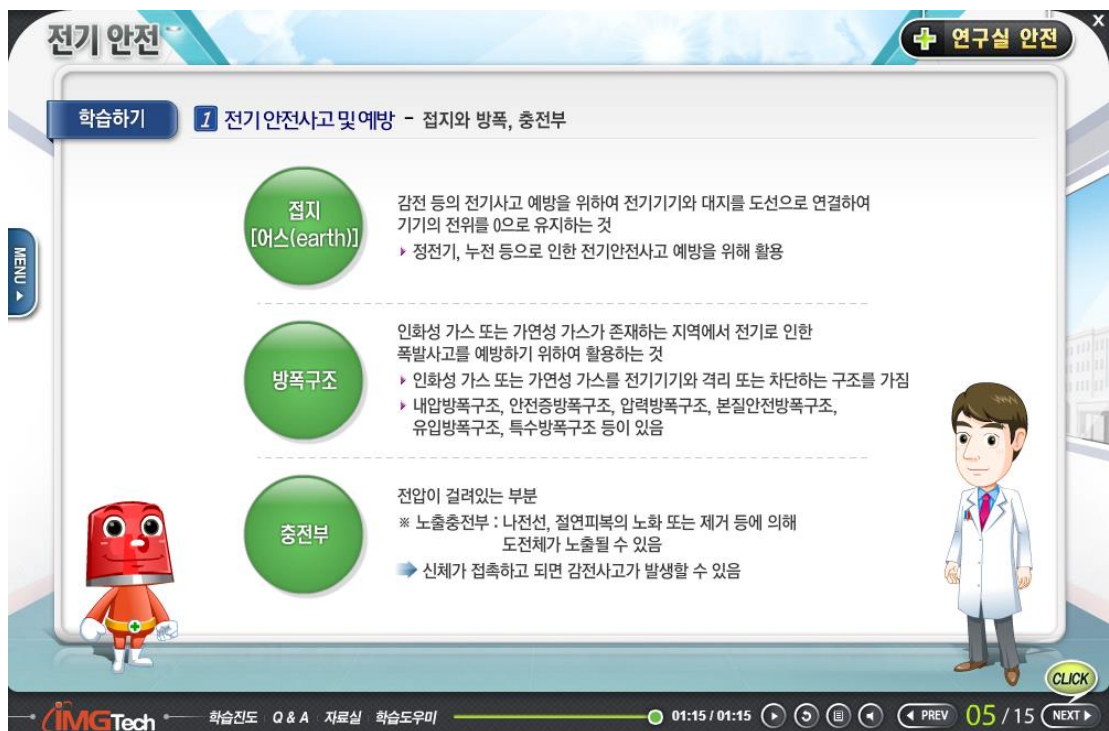 전기 안전
연구실 안전
X
학습하기
1 전기 안전사고 및 예방 - 접지와 방폭, 충전부
접지
[어스(earth)]
감전 등의 전기사고 예방을 위하여 전기기기와 대지를 도선으로 연결하여
기기의 전위를 0으로 유지하는 것
정전기, 누전 등으로 인한 전기안전사고 예방을 위해 활용
MENU
방폭구조
인화성 가스 또는 가연성 가스가 존재하는 지역에서 전기로 인한
폭발사고를 예방하기 위하여 활용하는 것
인화성 가스 또는 가연성 가스를 전기기기와 격리 또는 차단하는 구조를 가짐
내압방폭구조, 안전증방폭구조, 압력방폭구조, 본질안전방폭구조,
유입방폭구조, 특수방폭구조 등이 있음
충전부
전압이 걸려있는 부분
※ 노출충전부 : 나전선, 절연피복의 노화 또는 제거 등에 의해
도전체가 노출될 수 있음
신체가 접촉하고 되면 감전사고가 발생할 수 있음
CLICK
iMGTech 학습진도 Q & A 자료실 학습도우미 01:15 / 01:15 PREV 05 / 15 NEXT